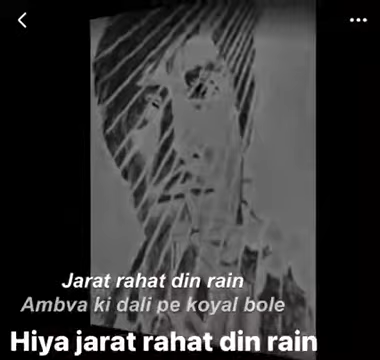 Jarat rahat din rain
Ambva ki dali pe koyal bole
Hiya jarat rahat din rain